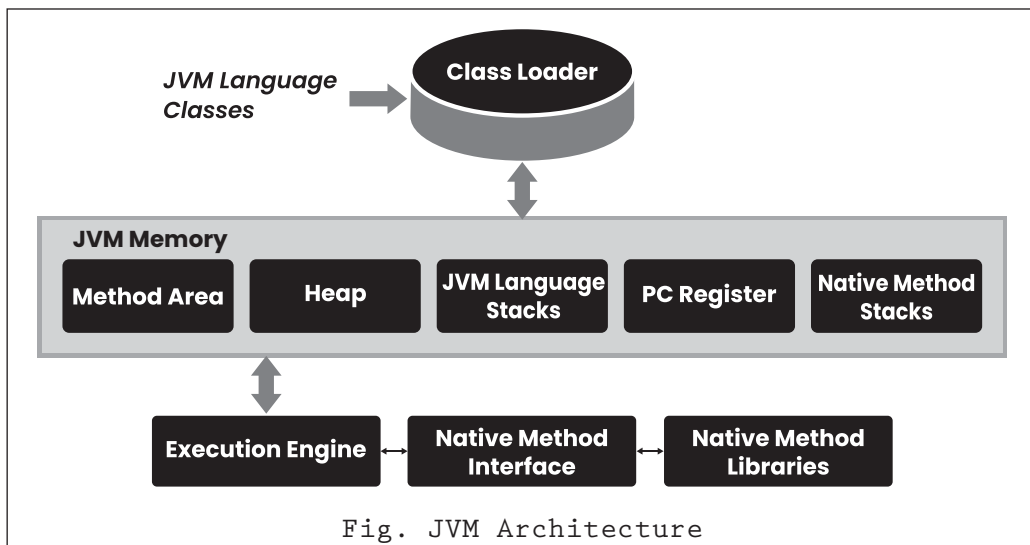 Class Loader
JVM Language
Classes
JVM Memory
Method Area
Heap
JVM Language
Stacks
PC Register
Native Method
Stacks
Execution Engine
Native Method
Interface
Native Method
Libraries
Fig. JVM Architecture